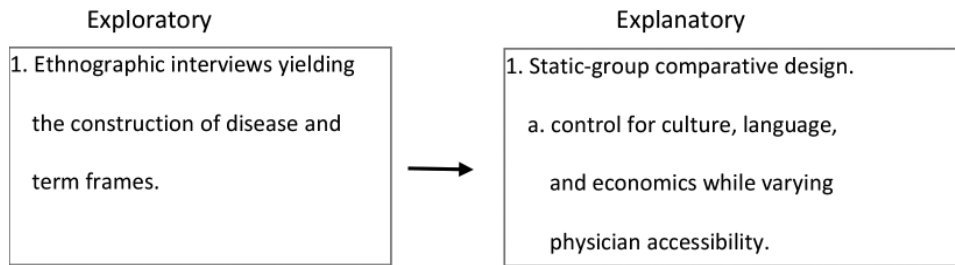 Exploratory
1. Ethnographic interviews yielding
the construction of disease and
term frames.
Explanatory
1. Static-group comparative design.
a. control for culture, language,
and economics while varying
physician accessibility.